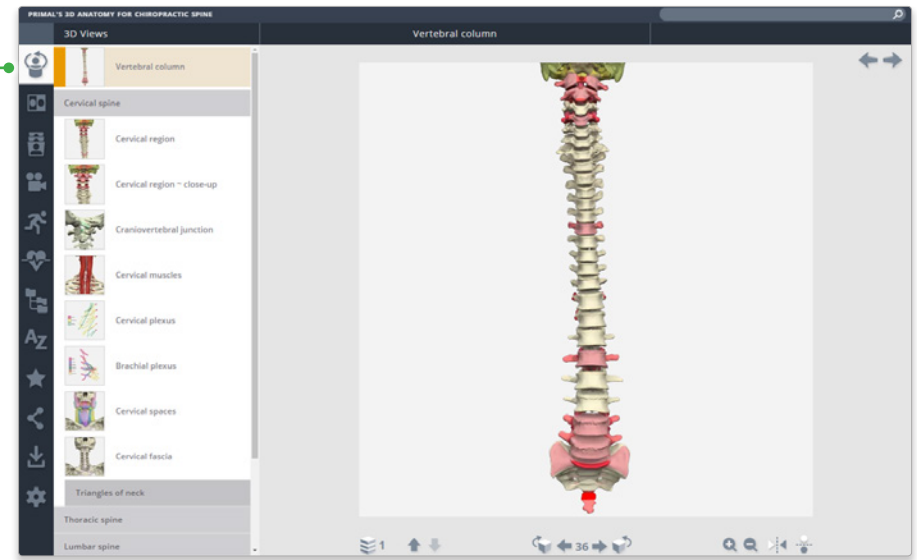 PRIMAL'S 3D ANATOMY FOR CHIROPRACTIC SPINE
3D Views
Vertebral column
Vertebral column
Cervical spine
Cervical region
Cervical region ~ close-up
Craniovertebral junction
Cervical muscles
Cervical plexus
Brachial plexus
Cervical spaces
Cervical fascia
Triangles of neck
Thoracic spine
Lumbar spine
AZ
1
36